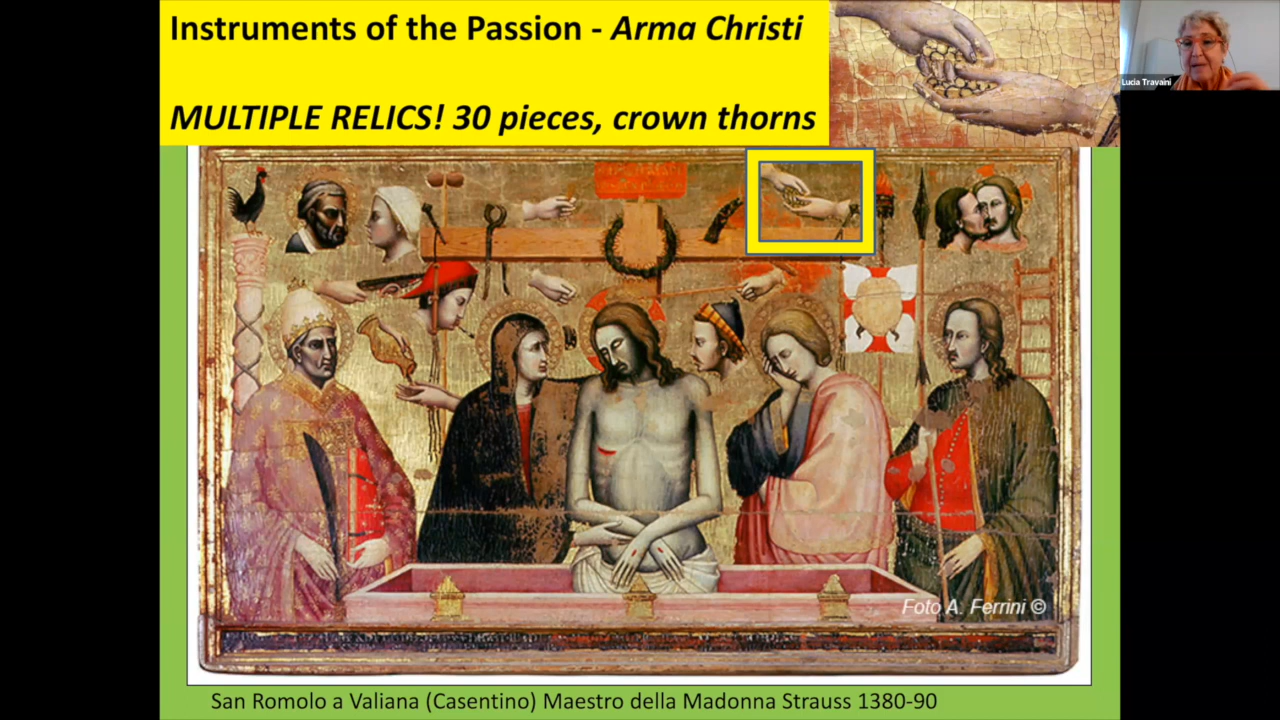 Instruments of the Passion - Arma Christi
MULTIPLE RELICS! 30 pieces, crown thorns
Lucia Travaini
Foto A. Ferrini ©
San Romolo a Valiana (Casentino) Maestro della Madonna Strauss 1380-90